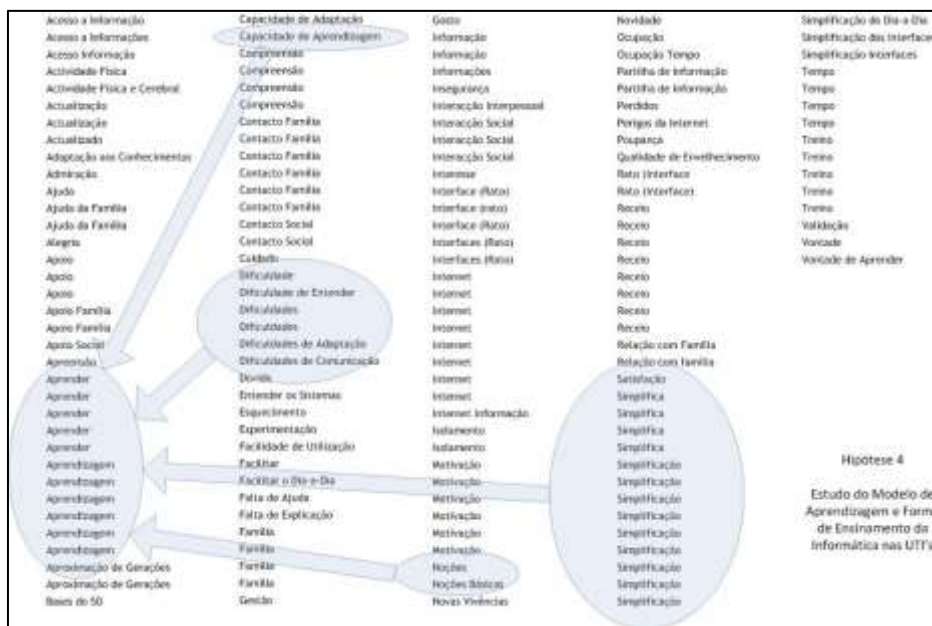 Acesso a Informação
Acesso a Informações
Acesso Informação
Actividade Física
Actividade Física e Cerebral
Actualização
Actualização
Actualizado
Adaptação aos Conhecimentos
Admiração
Ajuda
Ajuda da Família
Ajuda da Família
Alegria
Apoio
Apoio
Apoio
Apoio Família
Apoio Família
Apoio Social
Apreensão
Aprender
Aprender
Aprender
Aprender
Aprender
Aprendizagem
Aprendizagem
Aprendizagem
Aprendizagem
Aprendizagem
Aprendizagem
Aproximação de Gerações
Aproximação de Gerações
Baixes do SO
Capacidade de Adaptação
Capacidade de Aprendizagem
Compreensão
Compreensão
Compreensão
Compreensão
Contacto Família
Contacto Família
Contacto Família
Contacto Família
Contacto Família
Contacto Família
Contacto Social
Contacto Social
Cuidado
Dificuldade
Dificuldade de Entender
Dificuldades
Dificuldades
Dificuldades de Adaptação
Dificuldades de Comunicação
Dúvida
Entender os Sistemas
Esquecimento
Experimentação
Facilidade de Utilização
Facilitar
Facilitar o Dia-a-Dia
Falta de Ajuda
Falta de Explicação
Família
Família
Família
Família
Gestão
Gosto
Informação
Informação
Informações
Insegurança
Interacção Interpessoal
Interacção Social
Interacção Social
Interacção Social
Interesse
Interface (Rato)
Interface (rato)
Interface (Rato)
Interfaces (Rato)
Interfaces (Rato)
Internet
Internet
Internet
Internet
Internet
Internet
Internet
Internet
Internet Informação
Isolamento
Isolamento
Motivação
Motivação
Motivação
Motivação
Motivação
Motivação
Noções
Noções Básicas
Novas Vivências
Novidade
Ocupação
Ocupação Tempo
Partilha de Informação
Partilha de Informação
Perdidos
Perigos da Internet
Poupança
Qualidade de Envelhecimento
Rato (Interface
Rato (Interface)
Receio
Receio
Receio
Receio
Receio
Receio
Receio
Receio
Relação com Família
Relação com família
Satisfação
Simplifica
Simplifica
Simplifica
Simplifica
Simplificação
Simplificação
Simplificação
Simplificação
Simplificação
Simplificação
Simplificação
Simplificação
Simplificação
Simplificação do Dia-a-Dia
Simplificação das Interface
Simplificação Interfaces
Tempo
Tempo
Tempo
Tempo
Treino
Treino
Treino
Treino
Treino
Validação
Vontade
Vontade de Aprender
Hipótese 4
Estudo do Modelo de
Aprendizagem e Form
de Ensinamento da
Informática nas UTI's